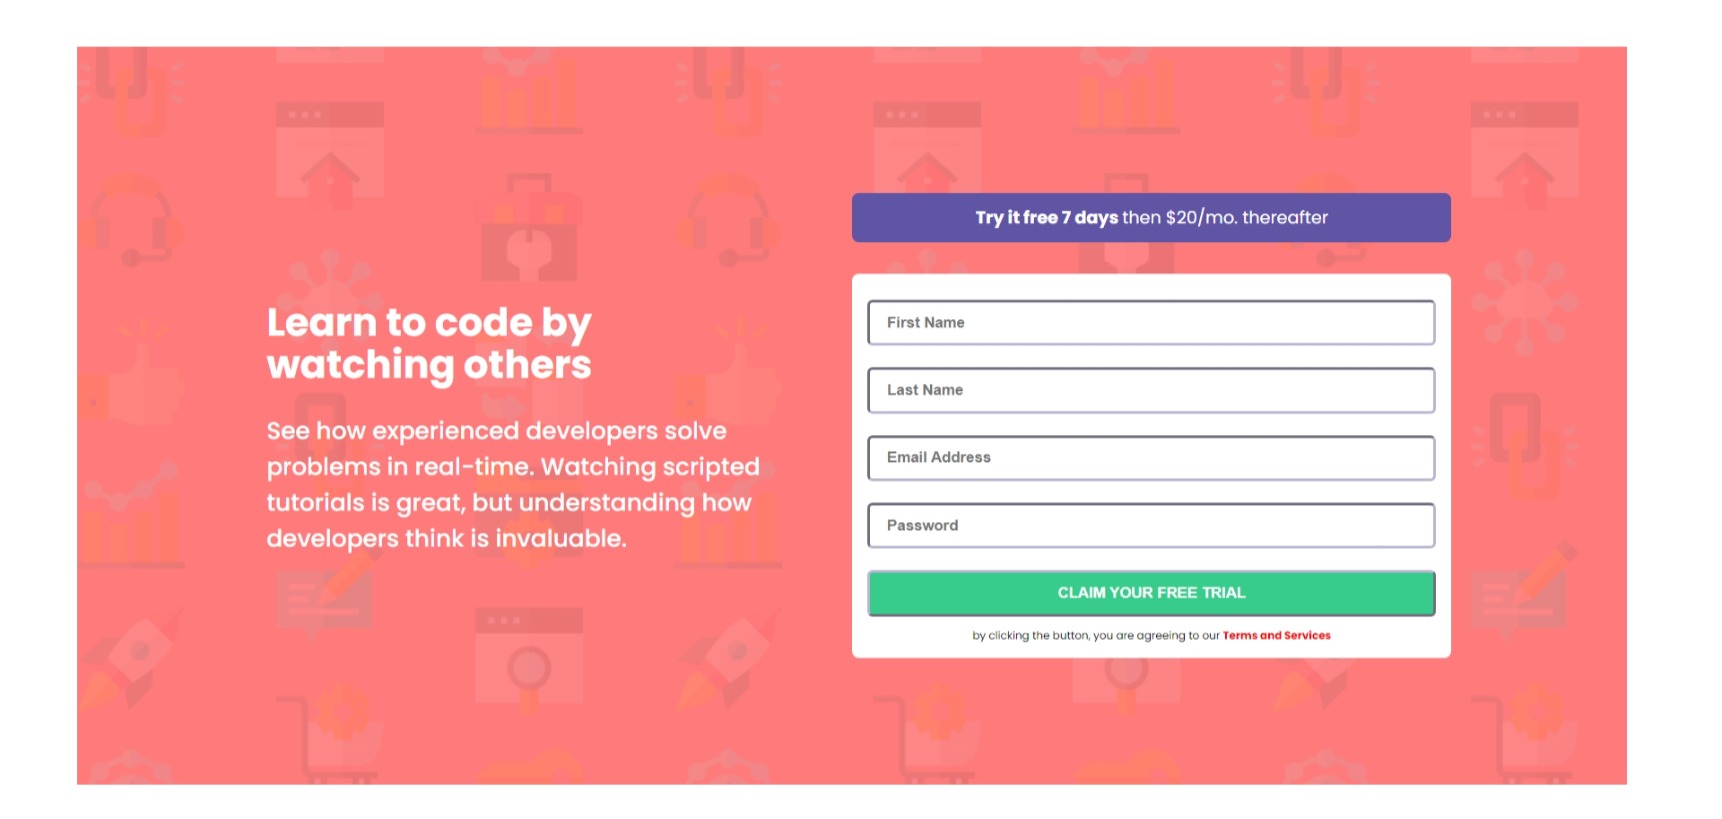 Learn to code by
watching others
See how experienced developers solve
problems in real-time. Watching scripted
tutorials is great, but understanding how
developers think is invaluable.
Try it free 7 days then $20/mo. thereafter
First Name
Last Name
Email Address
Password
CLAIM YOUR FREE TRIAL
by clicking the button, you are agreeing to our Terms and Services